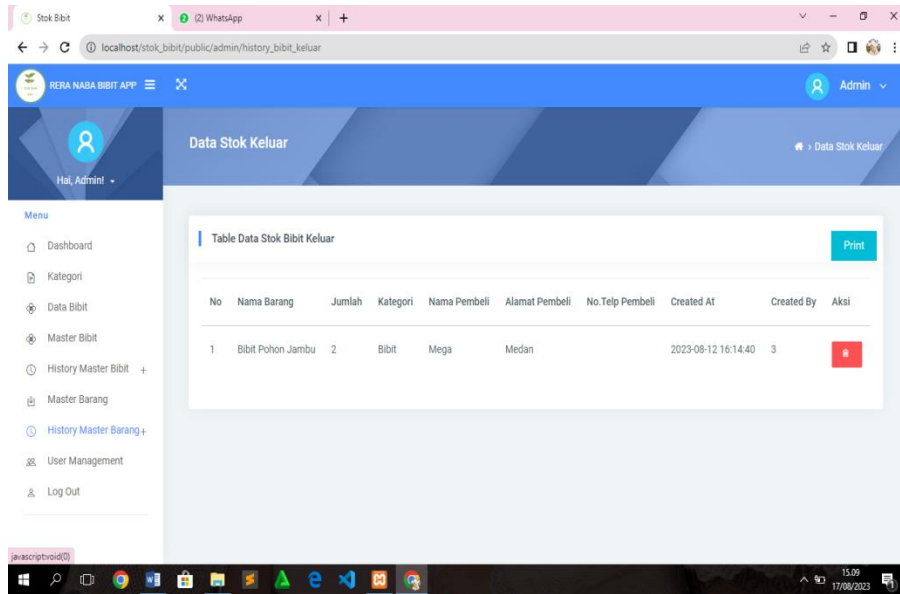 Stok Bibit
(2) WhatsApp
localhost/stok_bibit/public/admin/history_bibit_keluar
RERA NABA BIBIT APP
Admin
Hai, Admin!
Data Stok Keluar
> Data Stok Keluar
Menu
Dashboard
Kategori
Data Bibit
Master Bibit
History Master Bibit +
Master Barang
History Master Barang +
User Management
Log Out
Table Data Stok Bibit Keluar
Print
No Nama Barang Jumlah Kategori Nama Pembeli Alamat Pembeli No.Telp Pembeli Created At Created By Aksi
1 Bibit Pohon Jambu 2 Bibit Mega Medan 2023-08-12 16:14:40 3
javascript:void(0)
15.09
17/08/2023